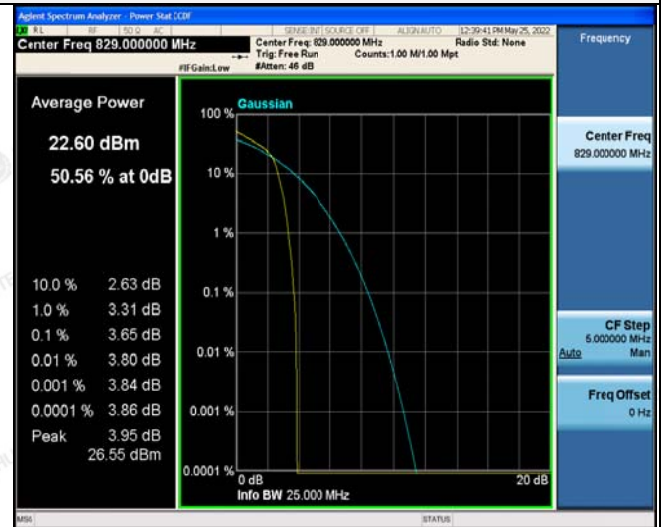 Agilent Spectrum Analyzer - Power Stat CCDF
RL RF 50 Ω AC SENSE:INT SOURCE OFF ALIGN AUTO 12:39:41 PM May 25, 2022
Center Freq 829.000000 MHz
Center Freq: 829.000000 MHz Radio Std: None
Trig: Free Run Counts:1.00 M/1.00 Mpt
#IFGain:Low #Atten: 46 dB
Frequency
Average Power
22.60 dBm
50.56 % at 0dB
10.0 % 2.63 dB
1.0 % 3.31 dB
0.1 % 3.65 dB
0.01 % 3.80 dB
0.001 % 3.84 dB
0.0001 % 3.86 dB
Peak 3.95 dB
26.55 dBm
Gaussian
100 %
10 %
1 %
0.1 %
0.01 %
0.001 %
0.0001 %
0 dB 20 dB
Info BW 25.000 MHz
Center Freq
829.000000 MHz
CF Step
5.000000 MHz
Auto Man
Freq Offset
0 Hz
MSG STATUS